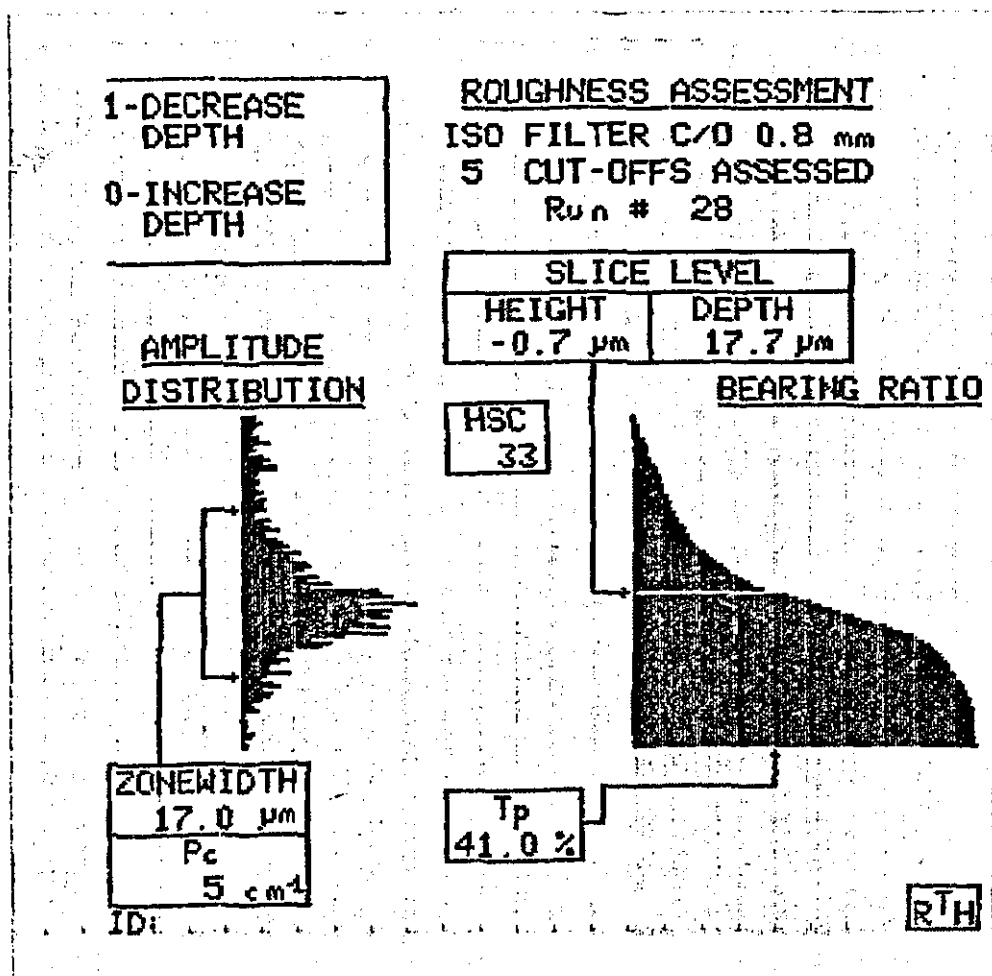 1-DECREASE
DEPTH
0-INCREASE
DEPTH
ROUGHNESS ASSESSMENT
ISO FILTER C/O 0.8 mm
5 CUT-OFFS ASSESSED
Run # 28
SLICE LEVEL
HEIGHT DEPTH
-0.7 µm 17.7 µm
AMPLITUDE
DISTRIBUTION
BEARING RATIO
HSC
33
ZONEWIDTH
17.0 µm
Pc
5 cm⁻¹
Tp
41.0 %
ID:
RTH